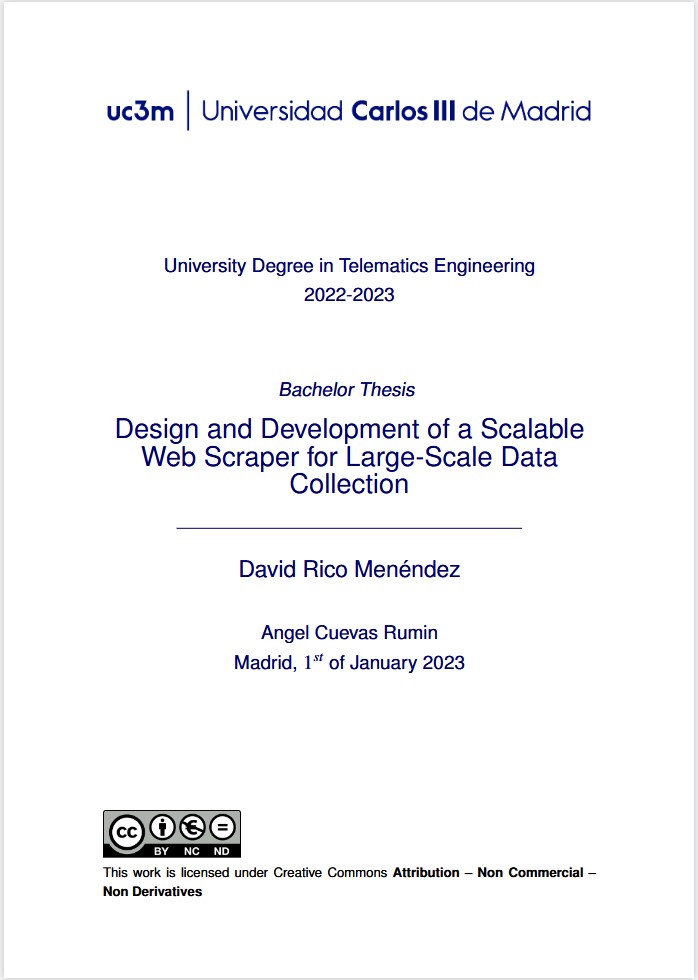 uc3m | Universidad Carlos III de Madrid
University Degree in Telematics Engineering
2022-2023
Bachelor Thesis
Design and Development of a Scalable
Web Scraper for Large-Scale Data
Collection
David Rico Menéndez
Angel Cuevas Rumin
Madrid, 1st of January 2023
cc BY NC ND
This work is licensed under Creative Commons Attribution – Non Commercial –
Non Derivatives